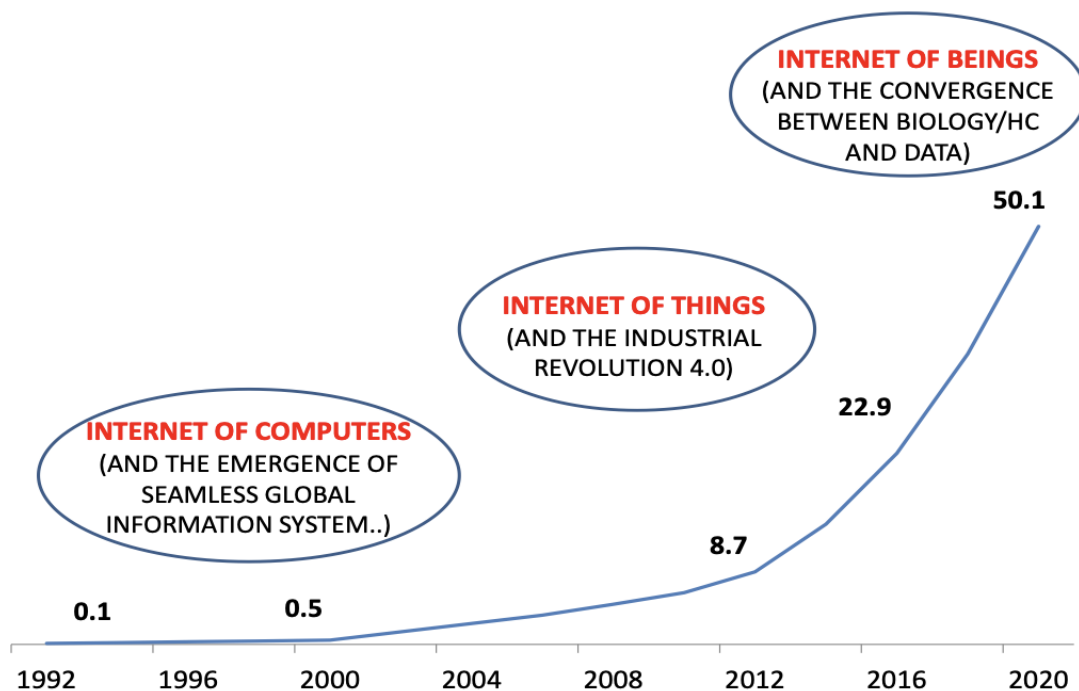 INTERNET OF BEINGS
(AND THE CONVERGENCE
BETWEEN BIOLOGY/HC
AND DATA)
50.1
INTERNET OF THINGS
(AND THE INDUSTRIAL
REVOLUTION 4.0)
22.9
INTERNET OF COMPUTERS
(AND THE EMERGENCE OF
SEAMLESS GLOBAL
INFORMATION SYSTEM..)
8.7
0.1 0.5
1992 1996 2000 2004 2008 2012 2016 2020